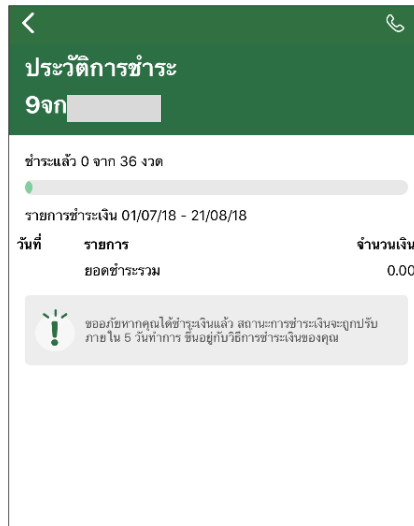 ประวัติการชำระ
9จก
ชำระแล้ว 0 จาก 36 งวด
รายการชำระเงิน 01/07/18 - 21/08/18
วันที่ รายการ จำนวนเงิน
ยอดชำระรวม 0.00
ขออภัยหากคุณได้ชำระเงินแล้ว สถานะการชำระเงินจะถูกปรับ
ภายใน 5 วันทำการ ขึ้นอยู่กับวิธีการชำระเงินของคุณ